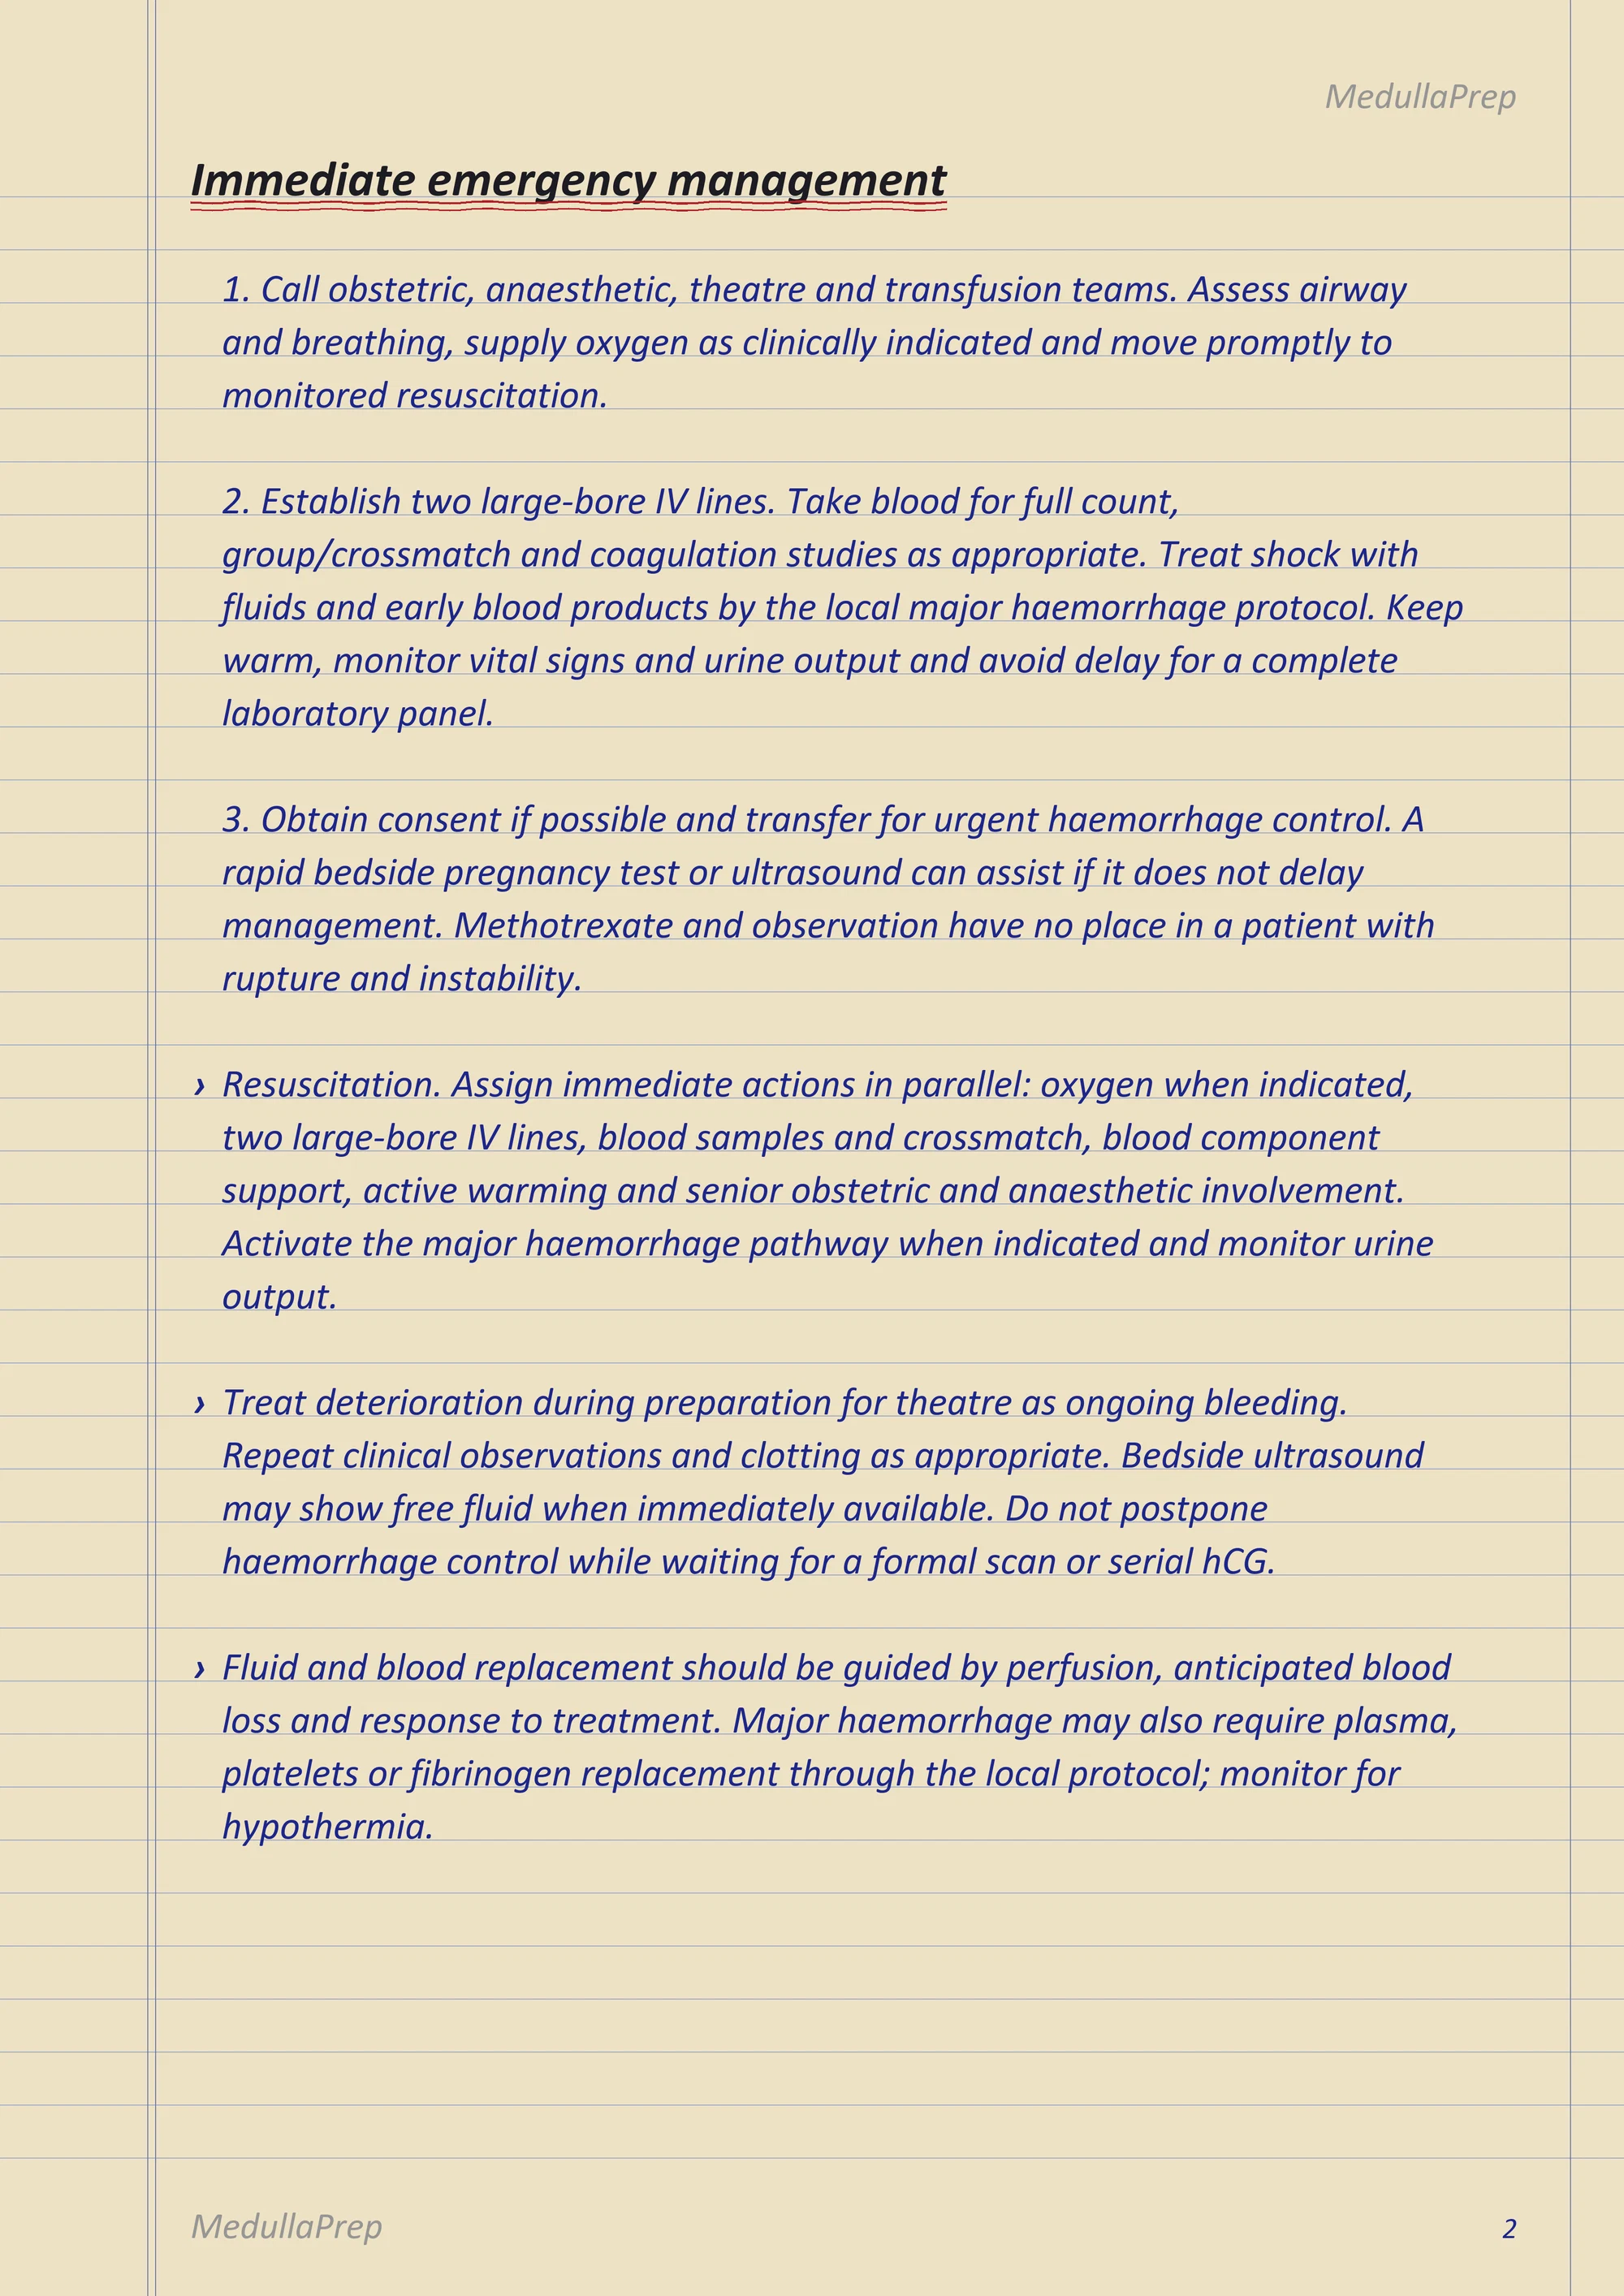 MedullaPrep
Immediate emergency management
1. Call obstetric, anaesthetic, theatre and transfusion teams. Assess airway
and breathing, supply oxygen as clinically indicated and move promptly to
monitored resuscitation.
2. Establish two large-bore IV lines. Take blood for full count,
group/crossmatch and coagulation studies as appropriate. Treat shock with
fluids and early blood products by the local major haemorrhage protocol. Keep
warm, monitor vital signs and urine output and avoid delay for a complete
laboratory panel.
3. Obtain consent if possible and transfer for urgent haemorrhage control. A
rapid bedside pregnancy test or ultrasound can assist if it does not delay
management. Methotrexate and observation have no place in a patient with
rupture and instability.
› Resuscitation. Assign immediate actions in parallel: oxygen when indicated,
two large-bore IV lines, blood samples and crossmatch, blood component
support, active warming and senior obstetric and anaesthetic involvement.
Activate the major haemorrhage pathway when indicated and monitor urine
output.
› Treat deterioration during preparation for theatre as ongoing bleeding.
Repeat clinical observations and clotting as appropriate. Bedside ultrasound
may show free fluid when immediately available. Do not postpone
haemorrhage control while waiting for a formal scan or serial hCG.
› Fluid and blood replacement should be guided by perfusion, anticipated blood
loss and response to treatment. Major haemorrhage may also require plasma,
platelets or fibrinogen replacement through the local protocol; monitor for
hypothermia.
MedullaPrep
2